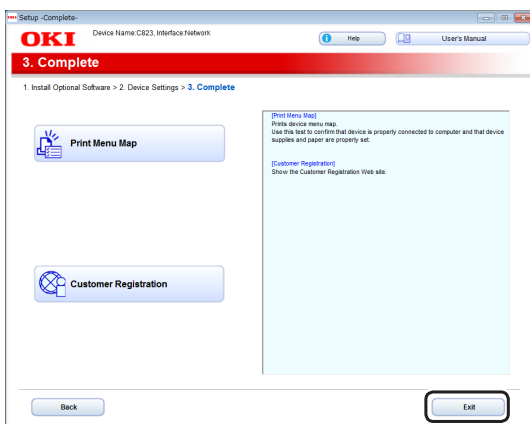 OKI Setup -Complete-
OKI
Device Name:C823, Interface:Network
Help
User's Manual
3. Complete
1. Install Optional Software > 2. Device Settings > 3. Complete
Print Menu Map
[Print Menu Map]
Prints device menu map.
Use this test to confirm that device is properly connected to computer and that device
supplies and paper are properly set.
[Customer Registration]
Show the Customer Registration Web site.
Customer Registration
Back
Exit